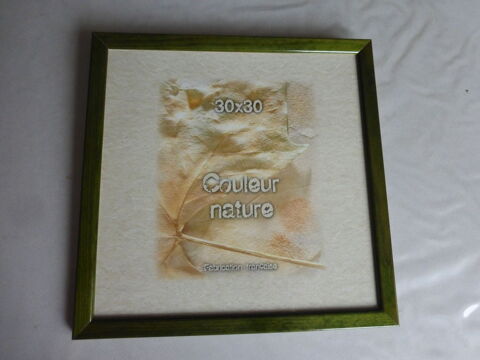 30x30
Couleur
nature
Fabrication française